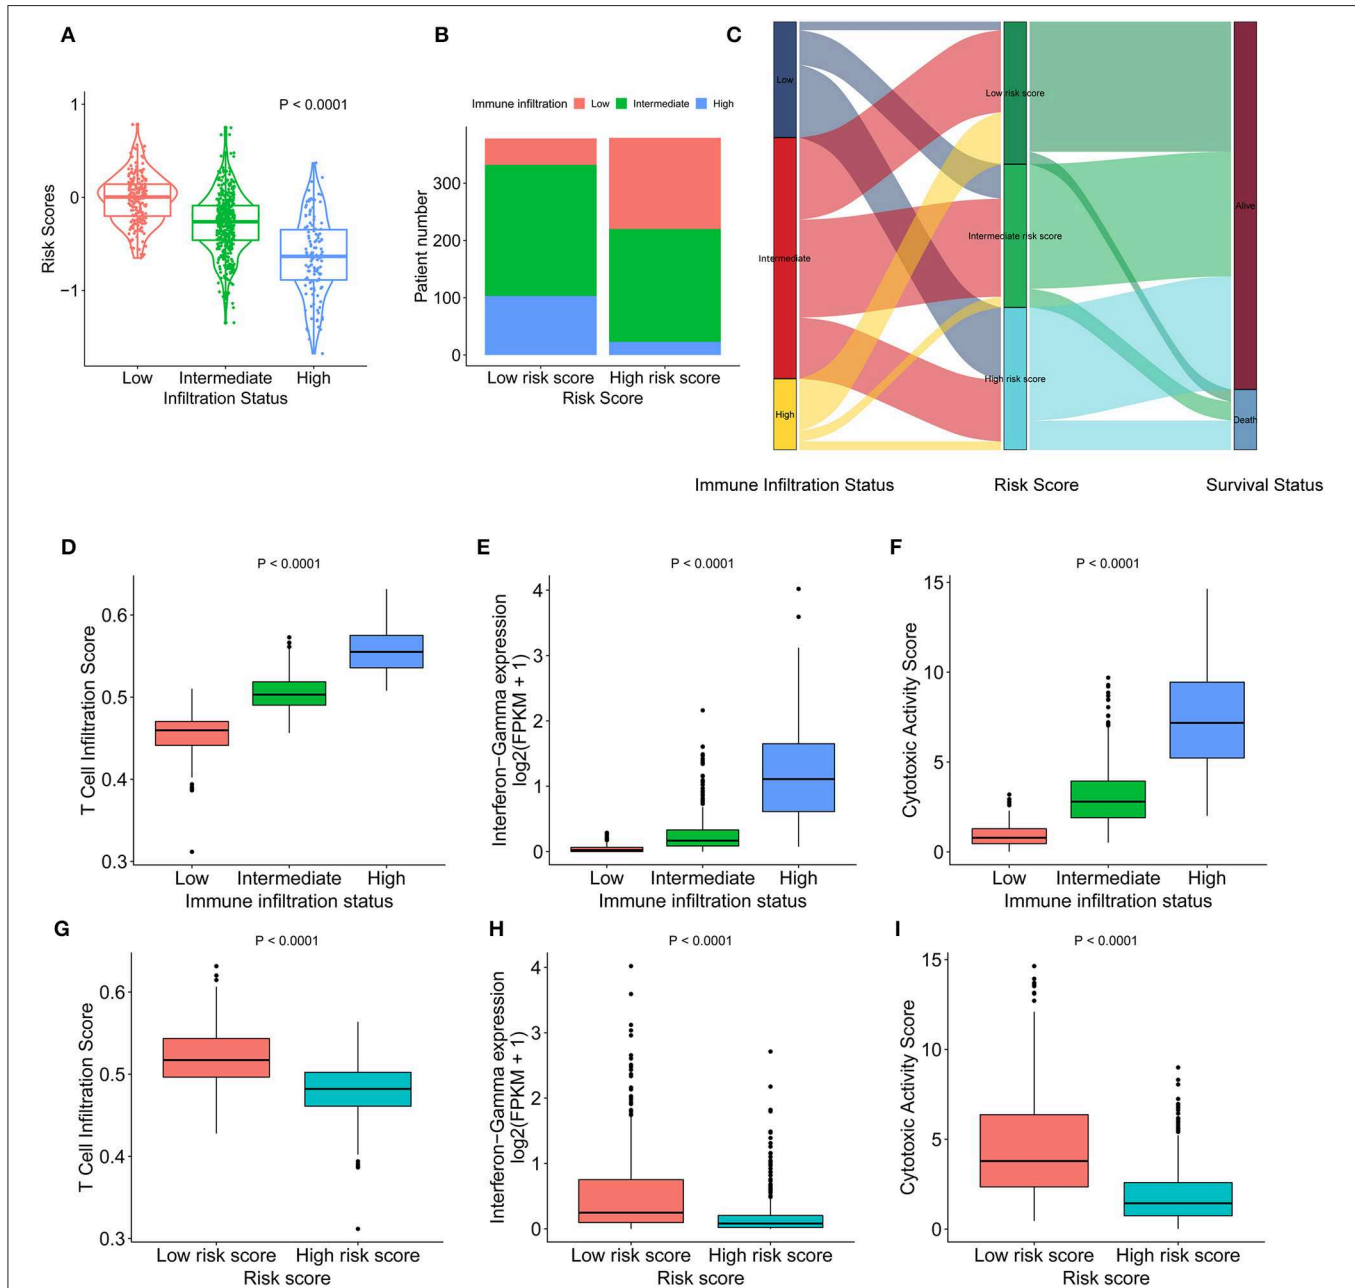 A
P < 0.0001
Risk Scores
1
0
−1
Low Intermediate High
Infiltration Status
B
Immune infiltration Low Intermediate High
Patient number
300
200
100
0
Low risk score High risk score
Risk Score
C
Low
Intermediate
High
Low risk score
Intermediate risk score
High risk score
Alive
Death
Immune Infiltration Status Risk Score Survival Status
D
P < 0.0001
T Cell Infiltration Score
0.6
0.5
0.4
0.3
Low Intermediate High
Immune infiltration status
E
P < 0.0001
Interferon−Gamma expression
log2(FPKM + 1)
4
3
2
1
0
Low Intermediate High
Immune infiltration status
F
P < 0.0001
Cytotoxic Activity Score
15
10
5
0
Low Intermediate High
Immune infiltration status
G
P < 0.0001
T Cell Infiltration Score
0.6
0.5
0.4
0.3
Low risk score High risk score
Risk score
H
P < 0.0001
Interferon−Gamma expression
log2(FPKM + 1)
4
3
2
1
0
Low risk score High risk score
Risk score
I
P < 0.0001
Cytotoxic Activity Score
15
10
5
0
Low risk score High risk score
Risk score